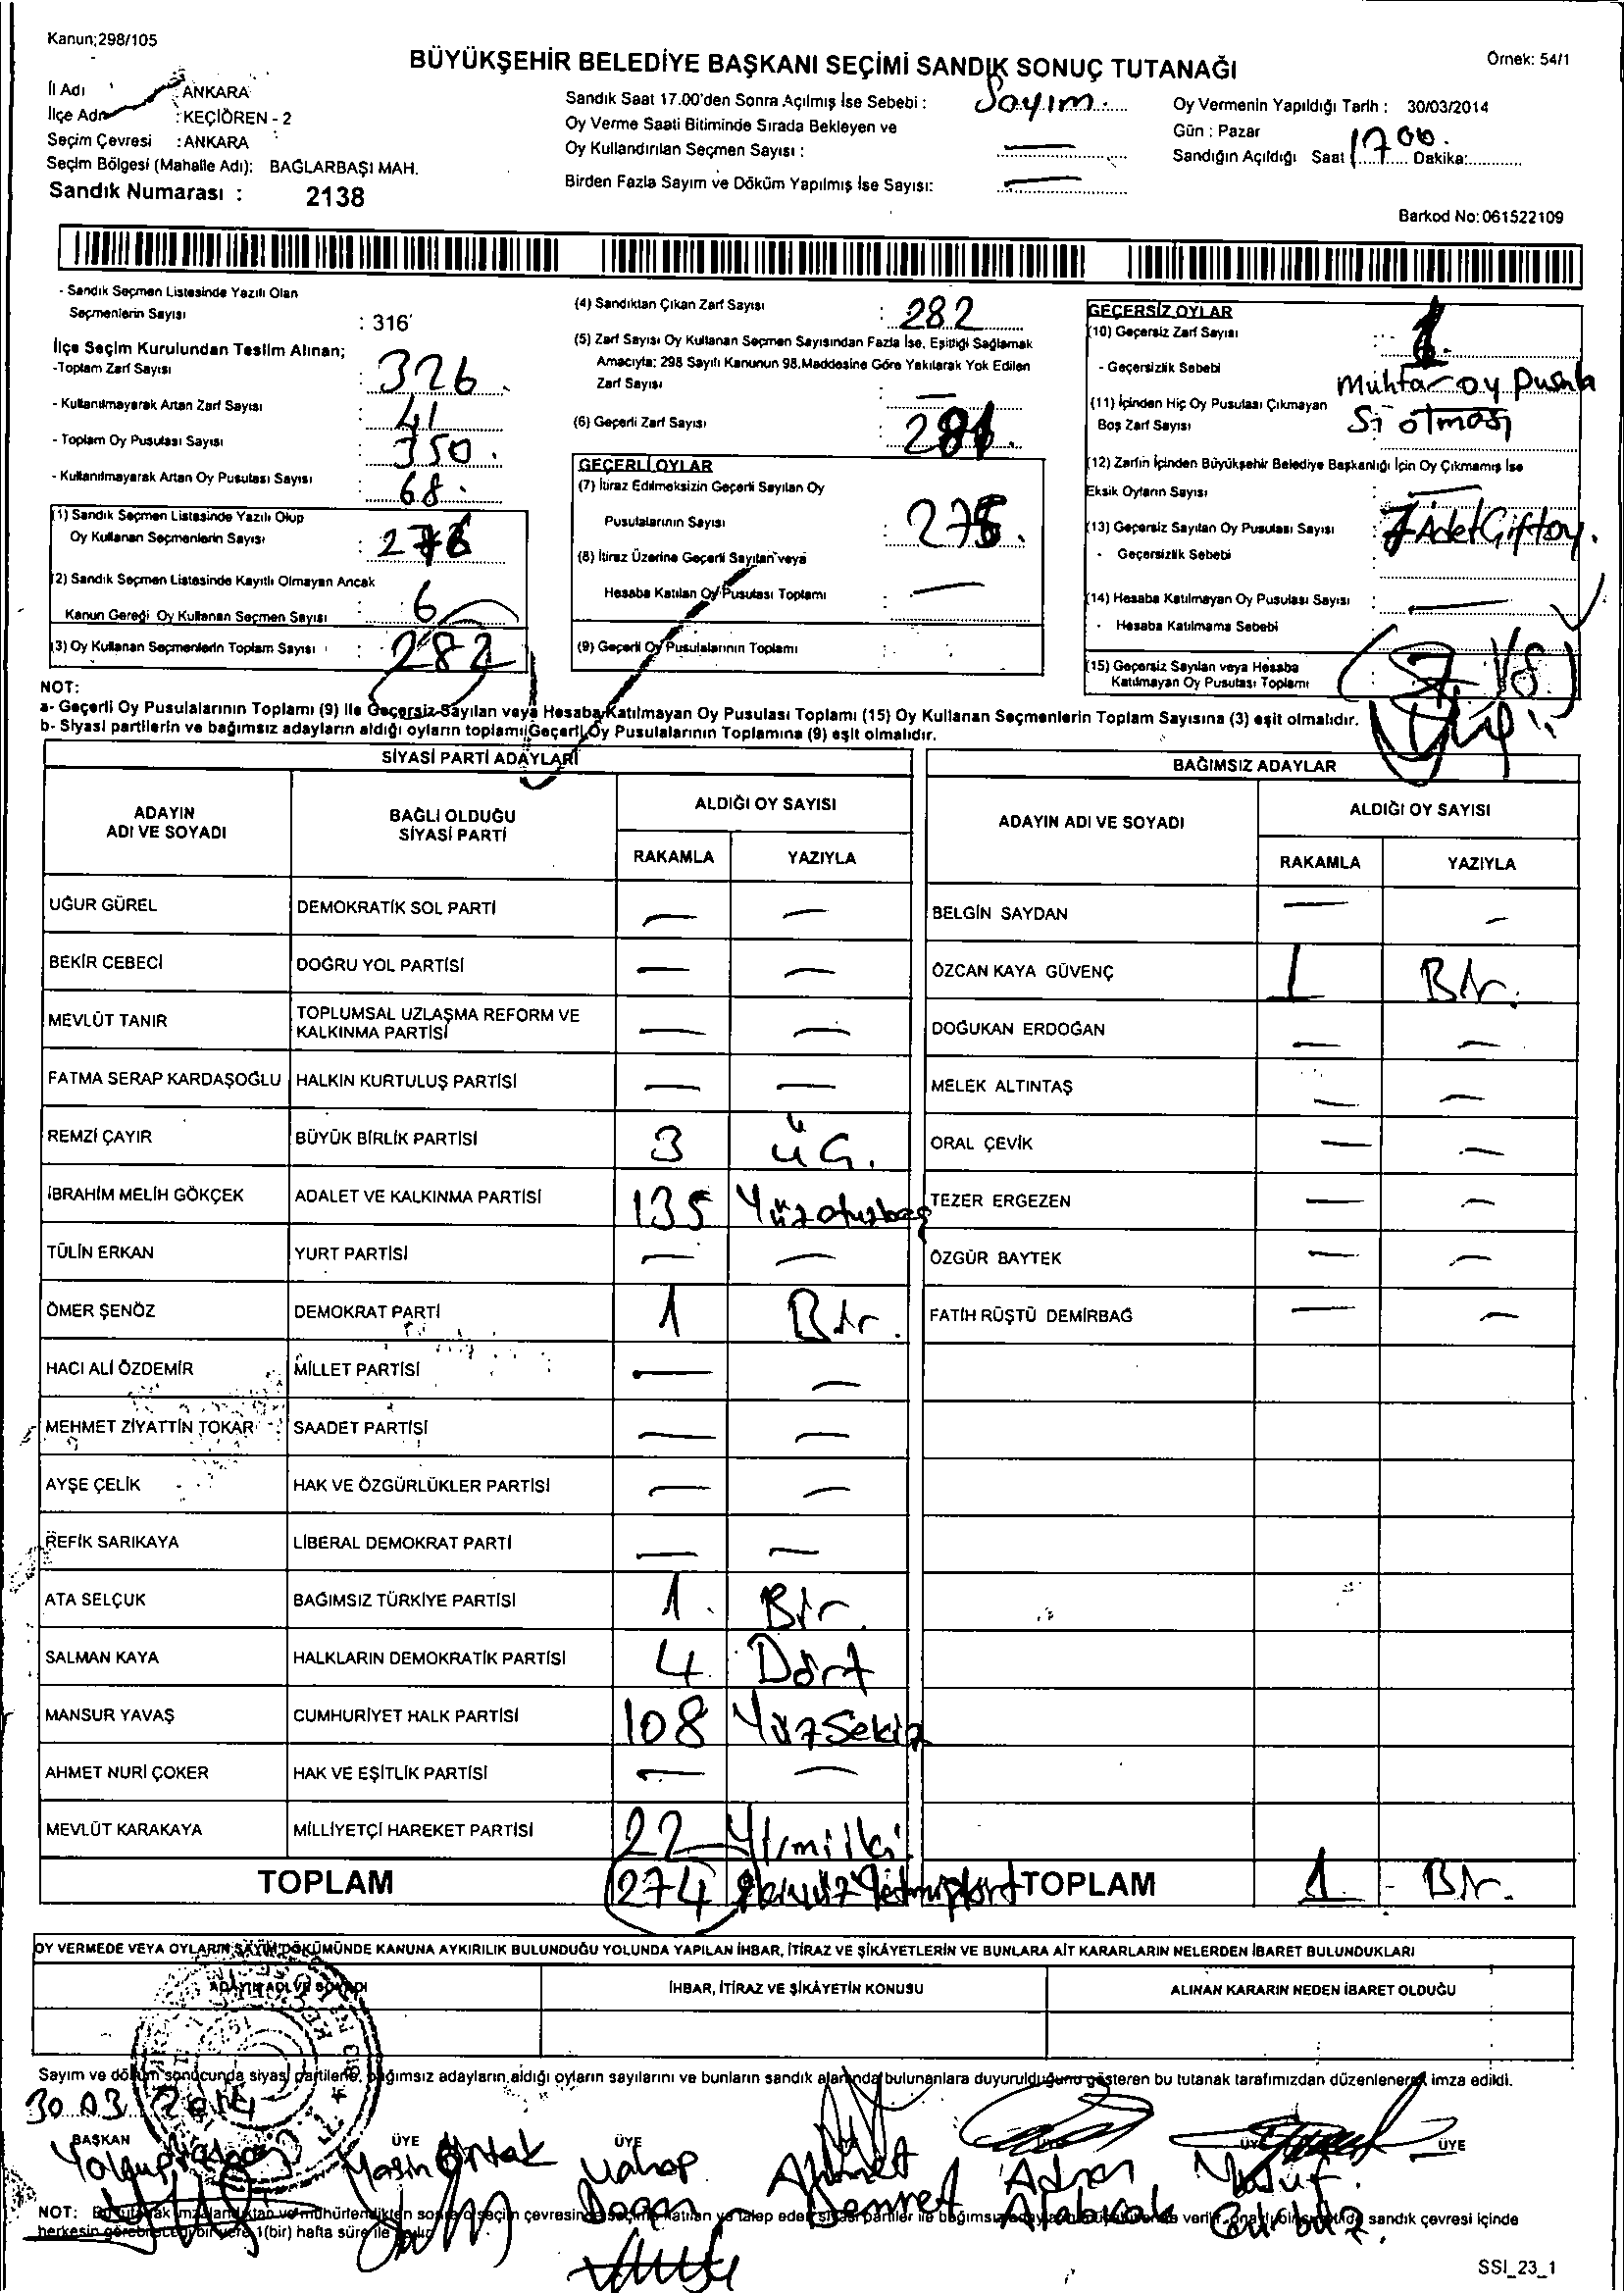 Kanun;298/105
BÜYÜKŞEHİR BELEDİYE BAŞKANI SEÇİMİ SANDIK SONUÇ TUTANAĞI
Örnek: 54/1
İl Adı : ANKARA
İlçe Adı : KEÇİÖREN - 2
Seçim Çevresi : ANKARA
Seçim Bölgesi (Mahalle Adı): BAĞLARBAŞI MAH.
Sandık Numarası : 2138
Sandık Saat 17.00'den Sonra Açılmış İse Sebebi : Sayım
Oy Verme Saati Bitiminde Sırada Bekleyen ve
Oy Kullandırılan Seçmen Sayısı : —
Birden Fazla Sayım ve Döküm Yapılmış İse Sayısı: —
Oy Vermenin Yapıldığı Tarih : 30/03/2014
Gün : Pazar
Sandığın Açıldığı Saat 17 00 Dakika:
Barkod No: 061522109
- Sandık Seçmen Listesinde Yazılı Olan
Seçmenlerin Sayısı : 316
İlçe Seçim Kurulundan Teslim Alınan;
-Toplam Zarf Sayısı : 326
- Kullanılmayarak Artan Zarf Sayısı : 41
- Toplam Oy Pusulası Sayısı : 350
- Kullanılmayarak Artan Oy Pusulası Sayısı : 68
(1) Sandık Seçmen Listesinde Yazılı Olup
Oy Kullanan Seçmenlerin Sayısı : 276
(2) Sandık Seçmen Listesinde Kayıtlı Olmayan Ancak
Kanun Gereği Oy Kullanan Seçmen Sayısı : 6
(3) Oy Kullanan Seçmenlerin Toplam Sayısı : 282
(4) Sandıktan Çıkan Zarf Sayısı : 282
(5) Zarf Sayısı Oy Kullanan Seçmen Sayısından Fazla İse, Eşitliği Sağlamak
Amacıyla; 298 Sayılı Kanunun 98.Maddesine Göre Yakılarak Yok Edilen
Zarf Sayısı : —
(6) Geçerli Zarf Sayısı : 281
GEÇERLİ OYLAR
(7) İtiraz Edilmeksizin Geçerli Sayılan Oy
Pusulalarının Sayısı : 275
(8) İtiraz Üzerine Geçerli Sayılan veya
Hesaba Katılan Oy Pusulası Toplamı : —
(9) Geçerli Oy Pusulalarının Toplamı :
GEÇERSİZ OYLAR
(10) Geçersiz Zarf Sayısı : 1
- Geçersizlik Sebebi Muhtar oy Pusula
(11) İçinden Hiç Oy Pusulası Çıkmayan si olması
Boş Zarf Sayısı
(12) Zarfın İçinden Büyükşehir Belediye Başkanlığı İçin Oy Çıkmamış İse
Eksik Oyların Sayısı : —
(13) Geçersiz Sayılan Oy Pusulası Sayısı : 7 Adet Çift oy.
- Geçersizlik Sebebi
(14) Hesaba Katılmayan Oy Pusulası Sayısı : —
- Hesaba Katılmama Sebebi
(15) Geçersiz Sayılan veya Hesaba
Katılmayan Oy Pusulası Toplamı
NOT:
a- Geçerli Oy Pusulalarının Toplamı (9) ile Geçersiz Sayılan veya Hesaba Katılmayan Oy Pusulası Toplamı (15) Oy Kullanan Seçmenlerin Toplam Sayısına (3) eşit olmalıdır.
b- Siyasi partilerin ve bağımsız adayların aldığı oyların toplamı Geçerli Oy Pusulalarının Toplamına (9) eşit olmalıdır.
SİYASİ PARTİ ADAYLARI
ADAYIN ADI VE SOYADI BAĞLI OLDUĞU SİYASİ PARTİ ALDIĞI OY SAYISI
RAKAMLA YAZIYLA
UĞUR GÜREL DEMOKRATİK SOL PARTİ — —
BEKİR CEBECİ DOĞRU YOL PARTİSİ — —
MEVLÜT TANIR TOPLUMSAL UZLAŞMA REFORM VE KALKINMA PARTİSİ — —
FATMA SERAP KARDAŞOĞLU HALKIN KURTULUŞ PARTİSİ — —
REMZİ ÇAYIR BÜYÜK BİRLİK PARTİSİ 3 üç.
İBRAHİM MELİH GÖKÇEK ADALET VE KALKINMA PARTİSİ 135 Yüzotuzbeş
TÜLİN ERKAN YURT PARTİSİ — —
ÖMER ŞENÖZ DEMOKRAT PARTİ 1 Bir.
HACI ALİ ÖZDEMİR MİLLET PARTİSİ — —
MEHMET ZİYATTİN TOKAR SAADET PARTİSİ — —
AYŞE ÇELİK HAK VE ÖZGÜRLÜKLER PARTİSİ — —
REFİK SARIKAYA LİBERAL DEMOKRAT PARTİ — —
ATA SELÇUK BAĞIMSIZ TÜRKİYE PARTİSİ 1. Bir.
SALMAN KAYA HALKLARIN DEMOKRATİK PARTİSİ 4 Dört
MANSUR YAVAŞ CUMHURİYET HALK PARTİSİ 108 YüzSekiz
AHMET NURİ ÇOKER HAK VE EŞİTLİK PARTİSİ — —
MEVLÜT KARAKAYA MİLLİYETÇİ HAREKET PARTİSİ 22 Yirmiiki
TOPLAM 274 ikiyüz Yetmişdört
BAĞIMSIZ ADAYLAR
ADAYIN ADI VE SOYADI ALDIĞI OY SAYISI
RAKAMLA YAZIYLA
BELGİN SAYDAN — —
ÖZCAN KAYA GÜVENÇ 1 Bir.
DOĞUKAN ERDOĞAN — —
MELEK ALTINTAŞ — —
ORAL ÇEVİK — —
TEZER ERGEZEN — —
ÖZGÜR BAYTEK — —
FATİH RÜŞTÜ DEMİRBAĞ — —
TOPLAM 1 Bir.
OY VERMEDE VEYA OYLARIN SAYIM DÖKÜMÜNDE KANUNA AYKIRILIK BULUNDUĞU YOLUNDA YAPILAN İHBAR, İTİRAZ VE ŞİKÂYETLERİN VE BUNLARA AİT KARARLARIN NELERDEN İBARET BULUNDUKLARI
ADAYIN ADI VE SOYADI İHBAR, İTİRAZ VE ŞİKÂYETİN KONUSU ALINAN KARARIN NEDEN İBARET OLDUĞU
Sayım ve döküm sonucunda siyasi partilerle, bağımsız adayların aldığı oyların sayılarını ve bunların sandık alanında bulunanlara duyurulduğunu gösteren bu tutanak tarafımızdan düzenlenerek imza edildi.
30.03.2014
BAŞKAN ÜYE ÜYE ÜYE ÜYE ÜYE ÜYE
Yasin Ortak Vahap Doğan Ahmet Demret Adnan Yusuf Gürbüz
NOT: Bu tutanak imzalandıktan ve mühürlendikten sonra o seçim çevresinde seçime katılan ve talep eden siyasi partiler ile bağımsız sandık çevresi içinde
herkesin görebileceği bir yere 1(bir) hafta süre ile asılır.
SSI_23_1